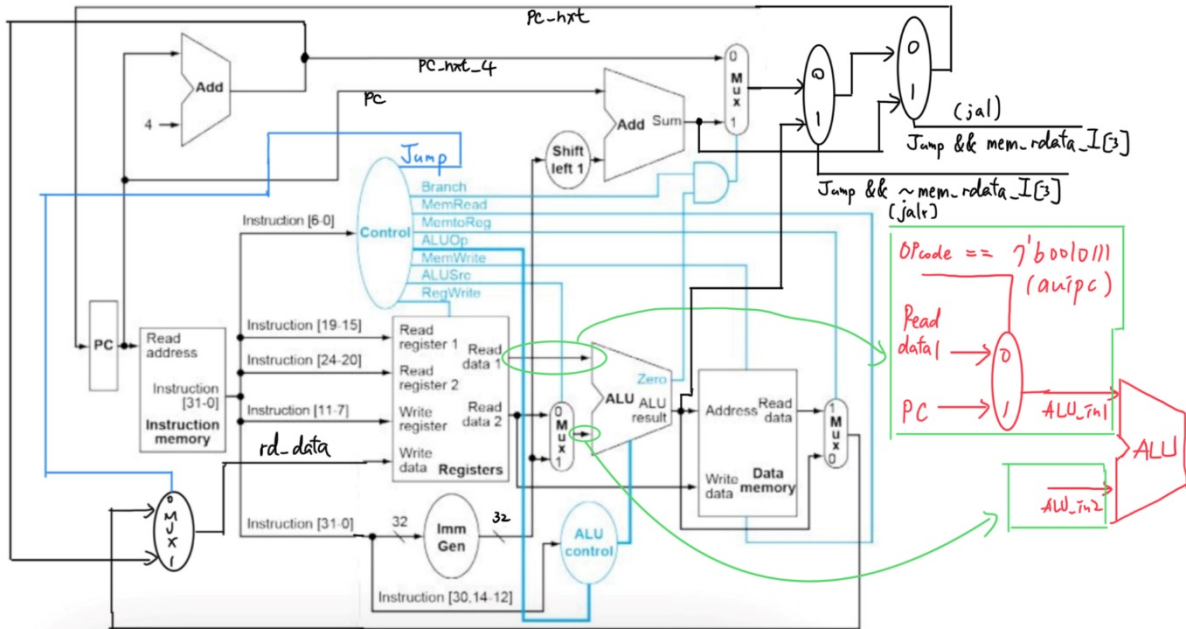 PC_nxt
PC_nxt_4
PC
Add
4
Add
Sum
0
Mux
1
0
1
0
1
(jal)
Jump && mem_rdata_I[3]
Jump && ~mem_rdata_I[3]
(jalr)
Shift
left 1
Jump
Branch
MemRead
MemtoReg
ALUOp
MemWrite
ALUSrc
RegWrite
Control
Instruction [6-0]
PC
Read
address
Instruction
[31-0]
Instruction
memory
Instruction [19-15]
Instruction [24-20]
Instruction [11-7]
rd_data
Read
register 1
Read
data 1
Read
register 2
Write
register
Read
data 2
Write
data
Registers
0
Mux
1
Zero
ALU
ALU
result
Address
Read
data
Write
data
Data
memory
1
Mux
0
0
MUX
1
Instruction [31-0]
32
Imm
Gen
32
ALU
control
Instruction [30,14-12]
OPcode == 7'b0010111
(auipc)
Read
data1
0
PC
1
ALU_in1
ALU
ALU_in2